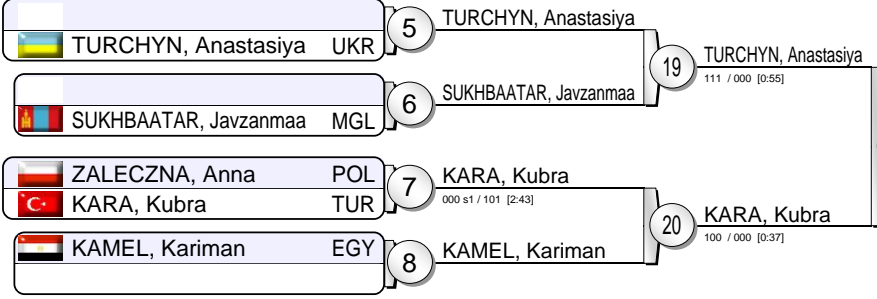 TURCHYN, Anastasiya UKR
5
TURCHYN, Anastasiya
SUKHBAATAR, Javzanmaa MGL
6
SUKHBAATAR, Javzanmaa
19
TURCHYN, Anastasiya
111 / 000 [0:55]
ZALECZNA, Anna POL
KARA, Kubra TUR
7
KARA, Kubra
000 s1 / 101 [2:43]
KAMEL, Kariman EGY
8
KAMEL, Kariman
20
KARA, Kubra
100 / 000 [0:37]